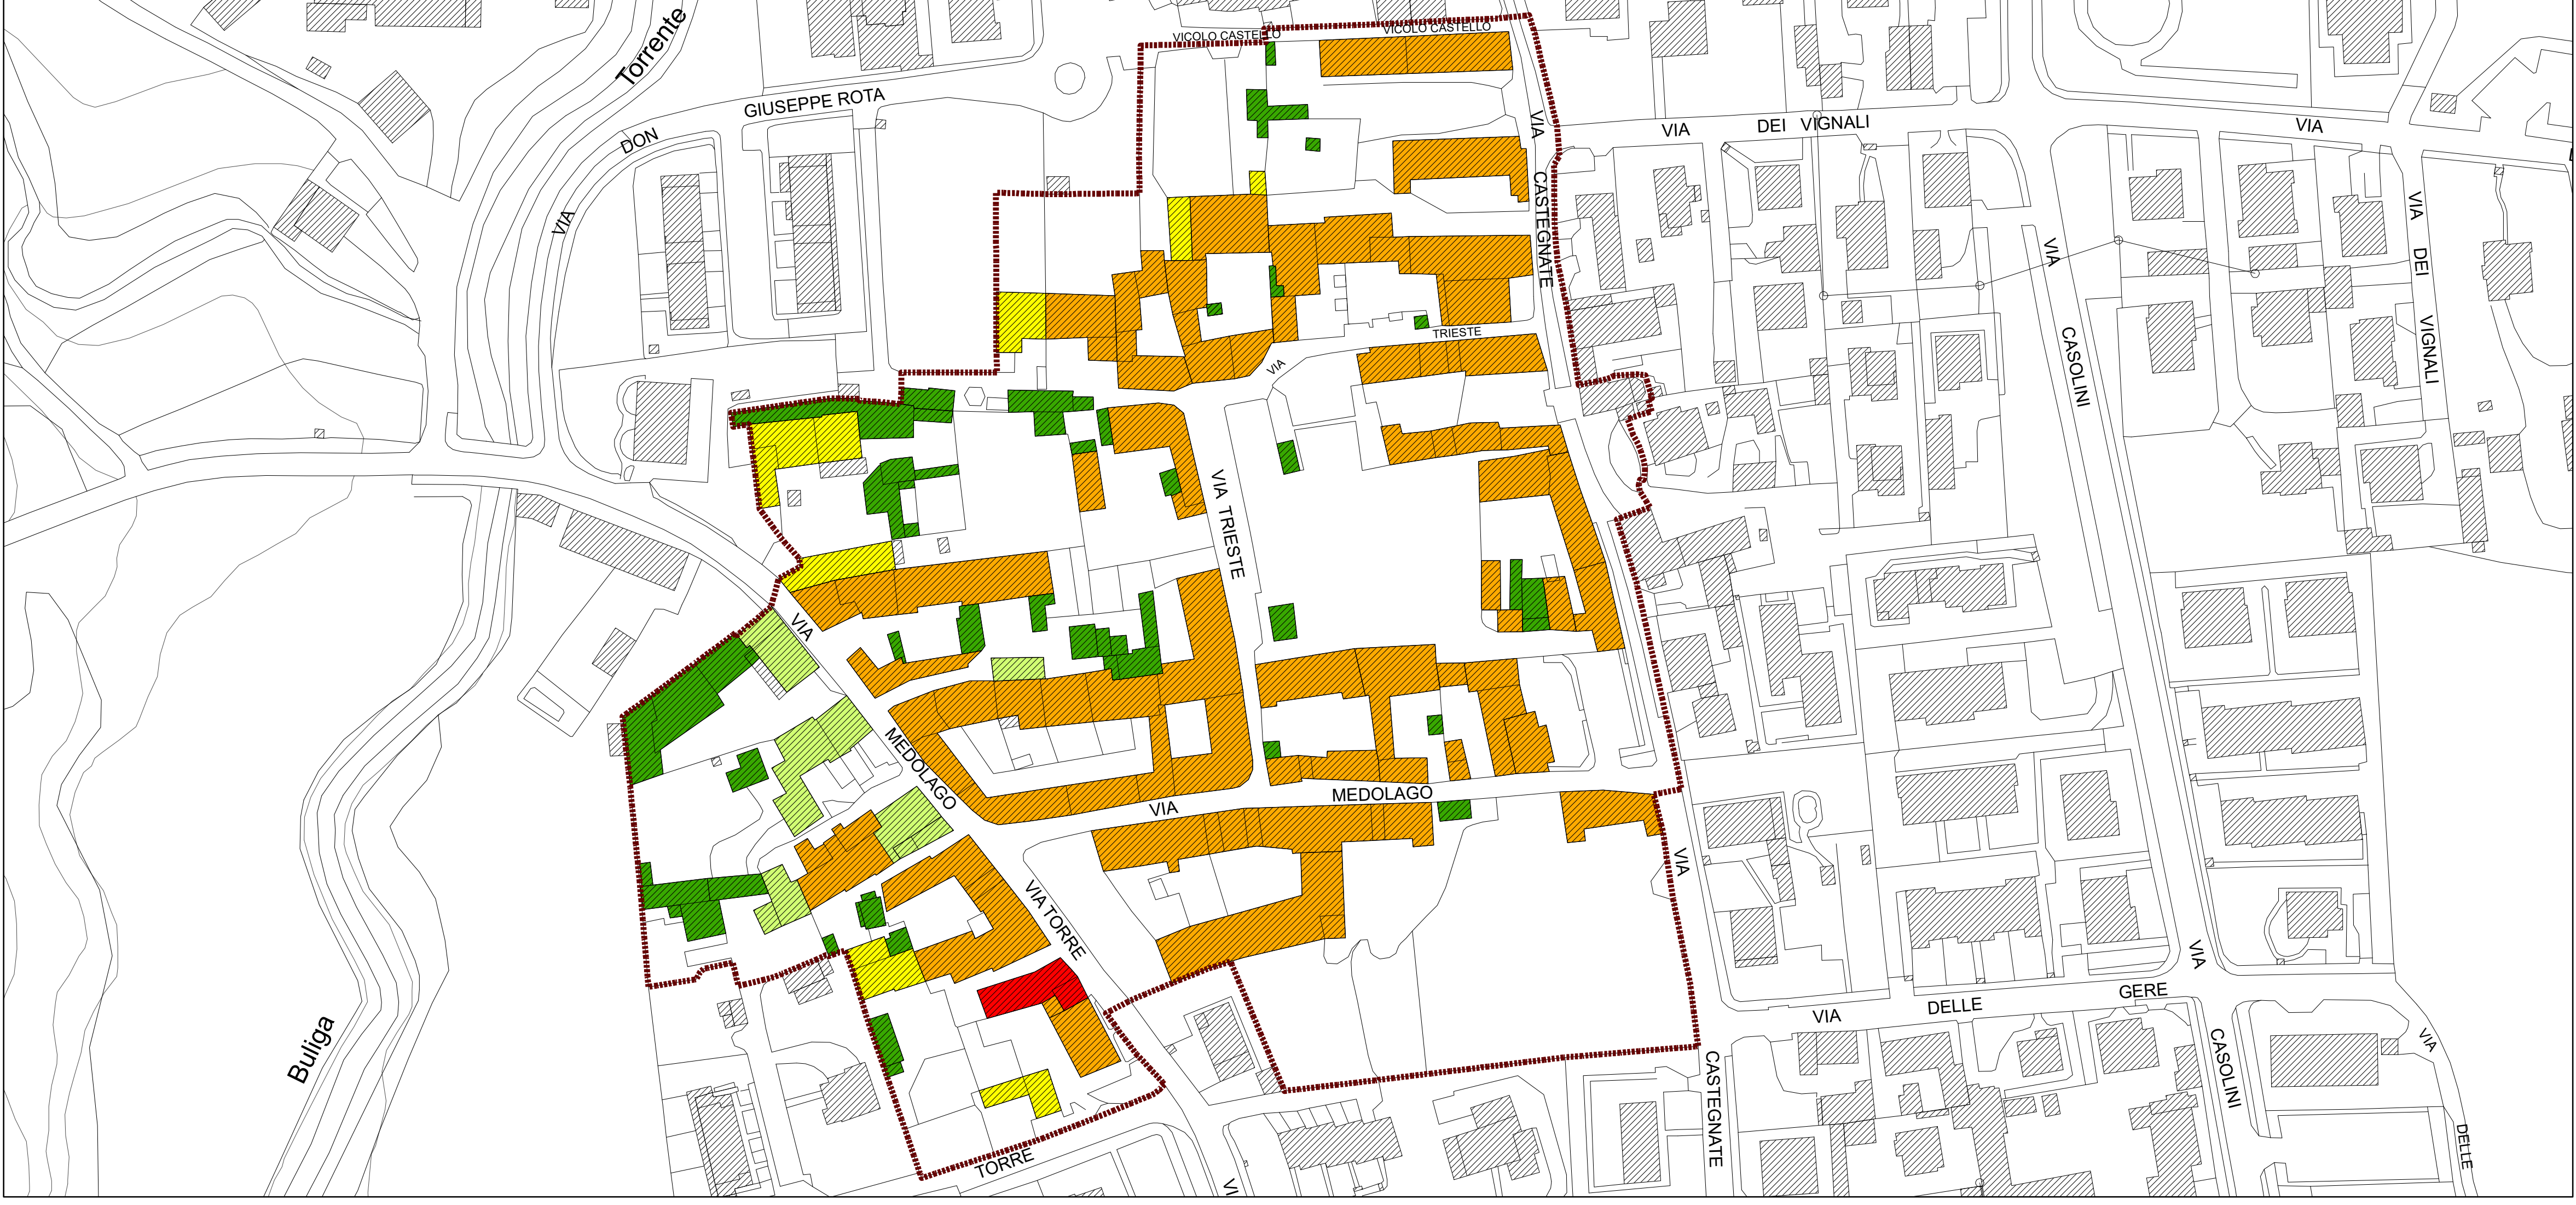 Torrente
VICOLO CASTELLO
VICOLO CASTELLO
VIA DON GIUSEPPE ROTA
VIA CASTEGNATE
VIA DEI VIGNALI
VIA
VIA DEI VIGNALI
VIA CASOLINI
VIA TRIESTE
VIA TRIESTE
VIA MEDOLAGO
VIA MEDOLAGO
VIA TORRE
VIA CASTEGNATE
VIA CASOLINI
VIA DELLE GERE
VIA DELLE
Buliga
TORRE
VI